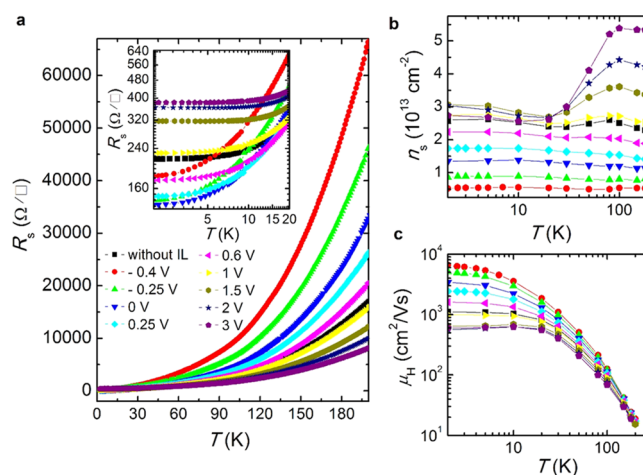 a
R_s (Ω/□)
60000
50000
40000
30000
20000
10000
0
0 30 60 90 120 150 180
T (K)
R_s (Ω/□)
640
560
480
400
320
240
160
5 10 15 20
T (K)
without IL
- 0.4 V
- 0.25 V
0 V
0.25 V
0.6 V
1 V
1.5 V
2 V
3 V
b
n_s (10^13 cm^-2)
5
4
3
2
1
10 100
T (K)
c
μ_H (cm^2/Vs)
10^4
10^3
10^2
10^1
10 100
T (K)